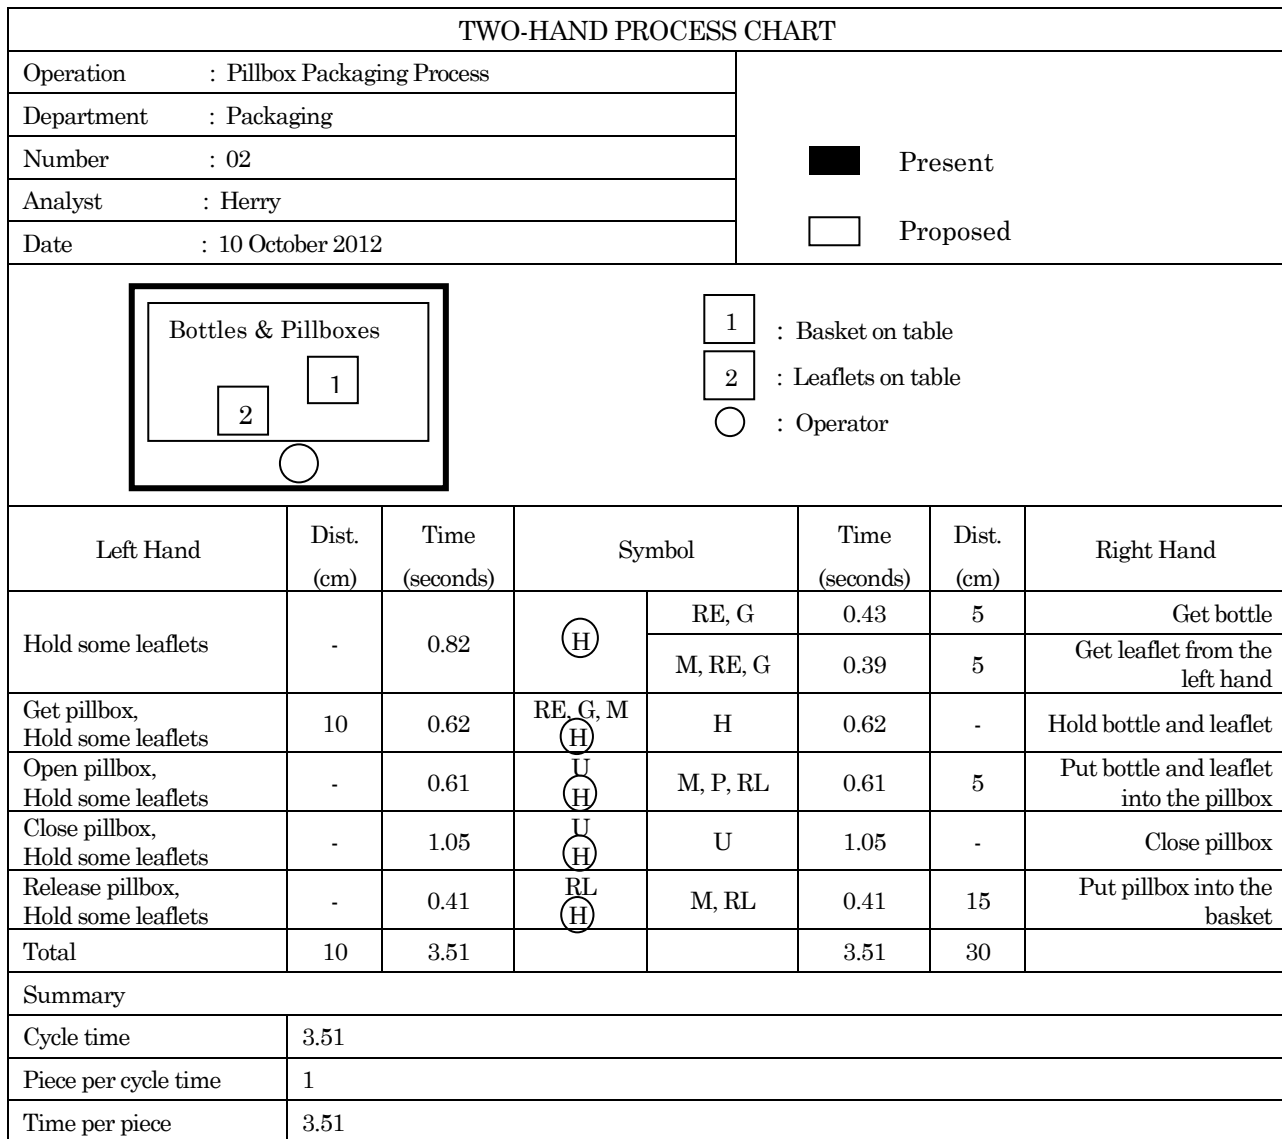 TWO-HAND PROCESS CHART
Operation : Pillbox Packaging Process
Department : Packaging
Number : 02
Analyst : Herry
Date : 10 October 2012
Present
Proposed
Bottles & Pillboxes
1
2
1 : Basket on table
2 : Leaflets on table
: Operator
Left Hand Dist. (cm) Time (seconds) Symbol Time (seconds) Dist. (cm) Right Hand
Hold some leaflets - 0.82 H RE, G 0.43 5 Get bottle
M, RE, G 0.39 5 Get leaflet from the left hand
Get pillbox, Hold some leaflets 10 0.62 RE, G, M H H 0.62 - Hold bottle and leaflet
Open pillbox, Hold some leaflets - 0.61 U H M, P, RL 0.61 5 Put bottle and leaflet into the pillbox
Close pillbox, Hold some leaflets - 1.05 U H U 1.05 - Close pillbox
Release pillbox, Hold some leaflets - 0.41 RL H M, RL 0.41 15 Put pillbox into the basket
Total 10 3.51 3.51 30
Summary
Cycle time 3.51
Piece per cycle time 1
Time per piece 3.51